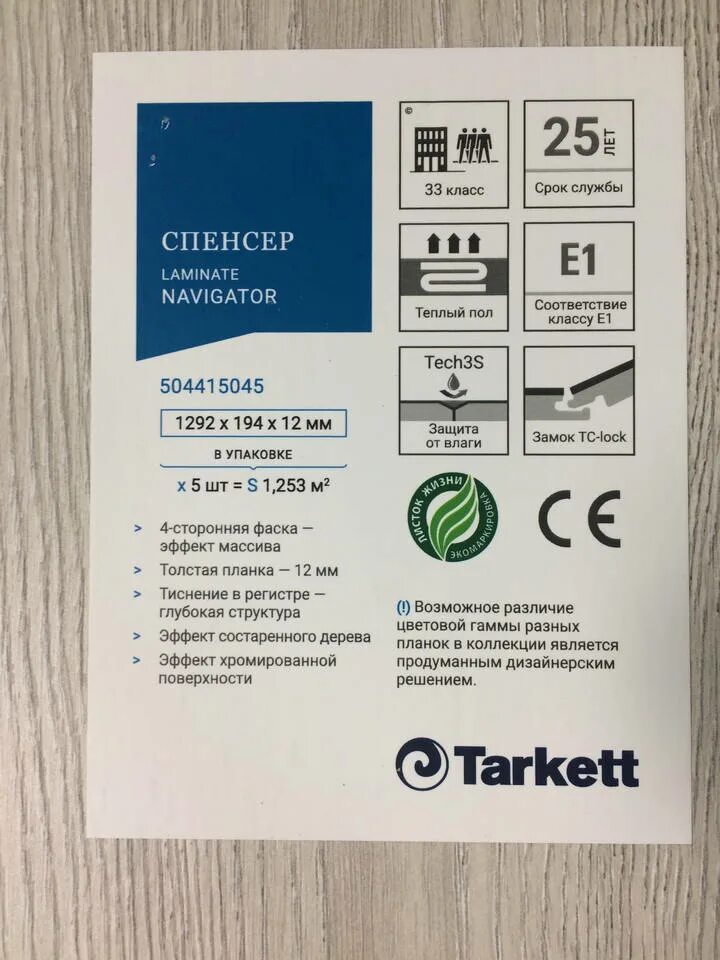 СПЕНСЕР
LAMINATE
NAVIGATOR
504415045
1292 x 194 x 12 мм
В УПАКОВКЕ
x 5 шт = S 1,253 м²
> 4-сторонняя фаска —
эффект массива
> Толстая планка — 12 мм
> Тиснение в регистре —
глубокая структура
> Эффект состаренного дерева
> Эффект хромированной
поверхности
©
33 класс
25 ЛЕТ
Срок службы
Теплый пол
E1
Соответствие
классу E1
Tech3S
Защита
от влаги
Замок TC-lock
ЛИСТОК ЖИЗНИ
ЭКОМАРКИРОВКА
CE
(!) Возможное различие
цветовой гаммы разных
планок в коллекции является
продуманным дизайнерским
решением.
Tarkett